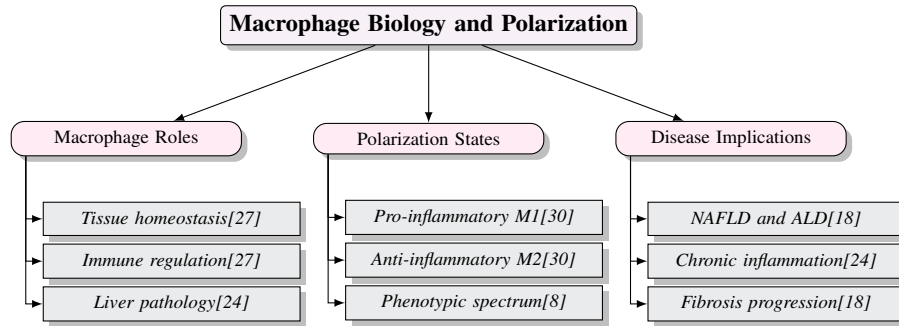 Macrophage Biology and Polarization
Macrophage Roles
Polarization States
Disease Implications
Tissue homeostasis[27]
Immune regulation[27]
Liver pathology[24]
Pro-inflammatory M1[30]
Anti-inflammatory M2[30]
Phenotypic spectrum[8]
NAFLD and ALD[18]
Chronic inflammation[24]
Fibrosis progression[18]